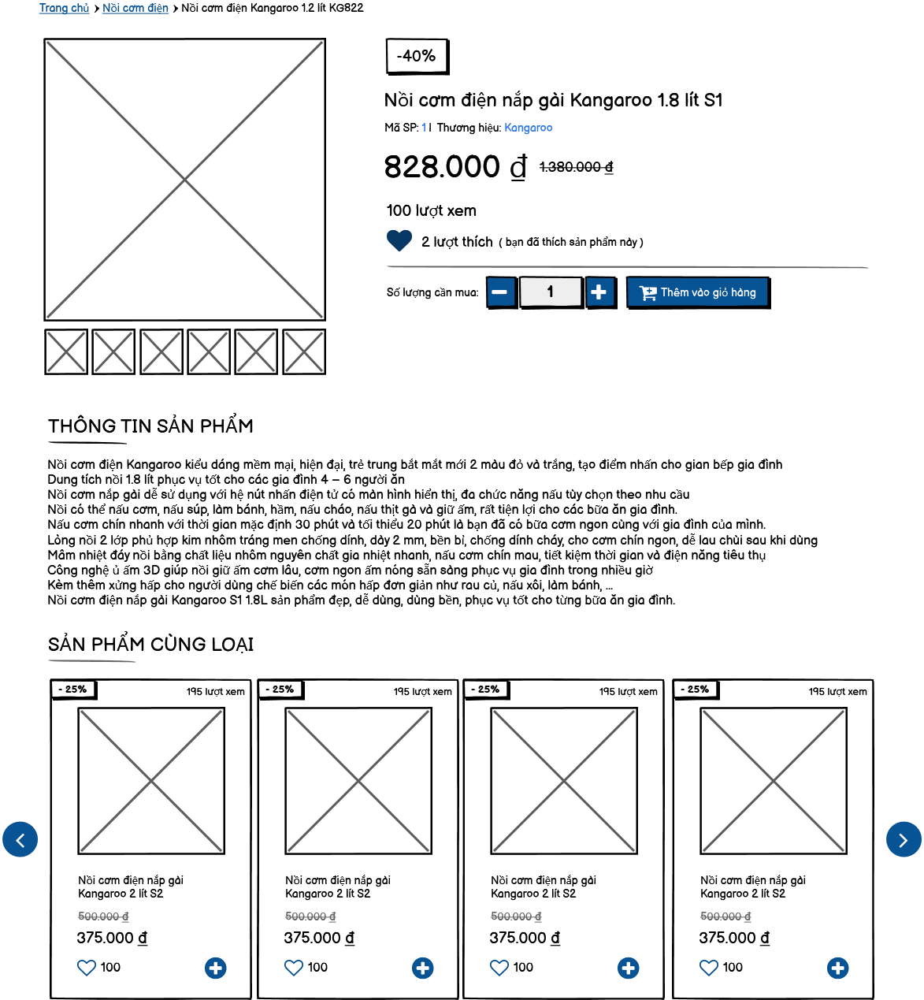 Trang chủ > Nồi cơm điện > Nồi cơm điện Kangaroo 1.2 lít KG822
-40%
Nồi cơm điện nắp gài Kangaroo 1.8 lít S1
Mã SP: 1 | Thương hiệu: Kangaroo
828.000 ₫ 1.380.000 ₫
100 lượt xem
2 lượt thích ( bạn đã thích sản phẩm này )
Số lượng cần mua: 1 Thêm vào giỏ hàng
THÔNG TIN SẢN PHẨM
Nồi cơm điện Kangaroo kiểu dáng mềm mại, hiện đại, trẻ trung bắt mắt mới 2 màu đỏ và trắng, tạo điểm nhấn cho gian bếp gia đình
Dung tích nồi 1.8 lít phục vụ tốt cho các gia đình 4 – 6 người ăn
Nồi cơm nắp gài dễ sử dụng với hệ nút nhấn điện tử có màn hình hiển thị, đa chức năng nấu tùy chọn theo nhu cầu
Nồi có thể nấu cơm, nấu súp, làm bánh, hầm, nấu cháo, nấu thịt gà và giữ ấm, rất tiện lợi cho các bữa ăn gia đình.
Nấu cơm chín nhanh với thời gian mặc định 30 phút và tối thiểu 20 phút là bạn đã có bữa cơm ngon cùng với gia đình của mình.
Lòng nồi 2 lớp phủ hợp kim nhôm tráng men chống dính, dày 2 mm, bền bỉ, chống dính cháy, cho cơm chín ngon, dễ lau chùi sau khi dùng
Mâm nhiệt đáy nồi bằng chất liệu nhôm nguyên chất gia nhiệt nhanh, nấu cơm chín mau, tiết kiệm thời gian và điện năng tiêu thụ
Công nghệ ủ ấm 3D giúp nồi giữ ấm cơm lâu, cơm ngon ấm nóng sẵn sàng phục vụ gia đình trong nhiều giờ
Kèm thêm xửng hấp cho người dùng chế biến các món hấp đơn giản như rau củ, nấu xôi, làm bánh, ...
Nồi cơm điện nắp gài Kangaroo S1 1.8L sản phẩm đẹp, dễ dùng, dùng bền, phục vụ tốt cho từng bữa ăn gia đình.
SẢN PHẨM CÙNG LOẠI
- 25% 195 lượt xem
Nồi cơm điện nắp gài
Kangaroo 2 lít S2
500.000 ₫
375.000 ₫
100
- 25% 195 lượt xem
Nồi cơm điện nắp gài
Kangaroo 2 lít S2
500.000 ₫
375.000 ₫
100
- 25% 195 lượt xem
Nồi cơm điện nắp gài
Kangaroo 2 lít S2
500.000 ₫
375.000 ₫
100
- 25% 195 lượt xem
Nồi cơm điện nắp gài
Kangaroo 2 lít S2
500.000 ₫
375.000 ₫
100